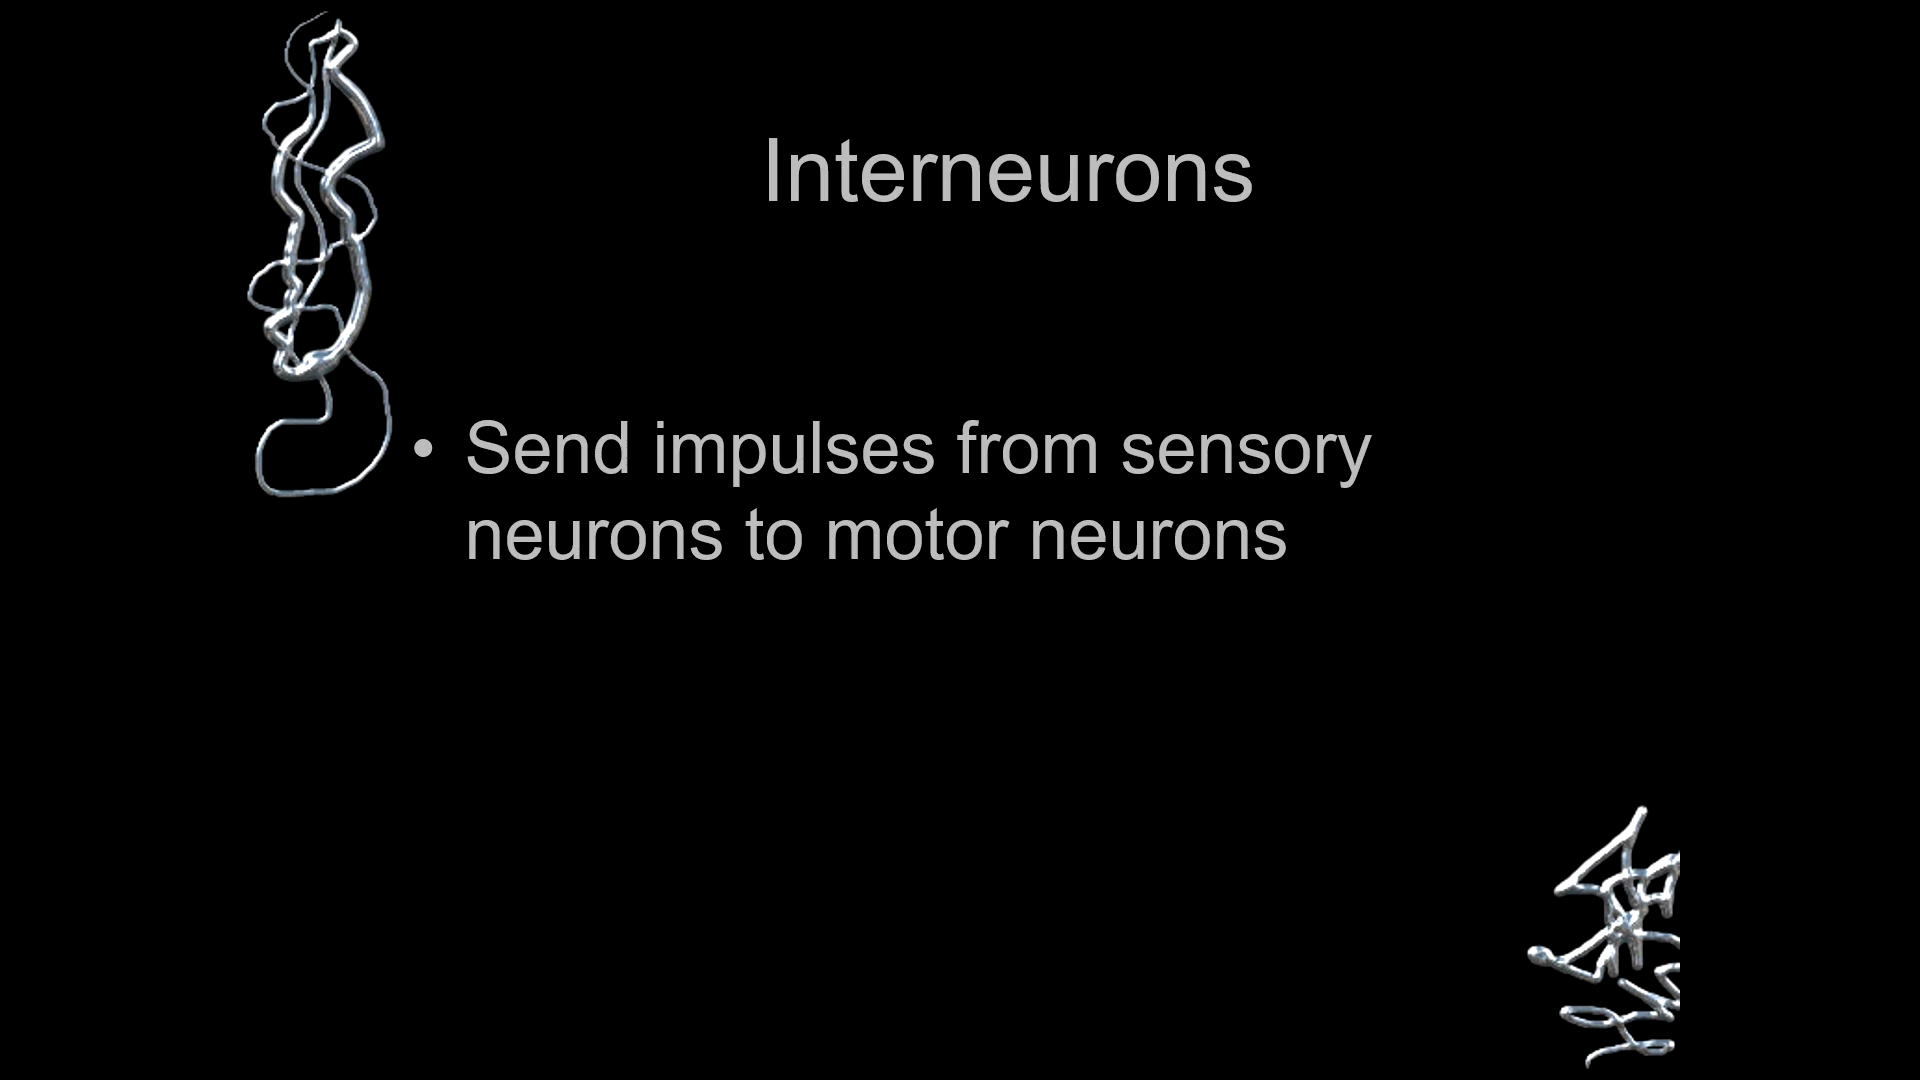 Interneurons
• Send impulses from sensory
neurons to motor neurons